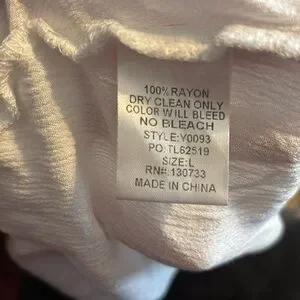 100% RAYON
DRY CLEAN ONLY
COLOR WILL BLEED
NO BLEACH
STYLE:Y0093
PO:TL62519
SIZE:L
RN#:130733
MADE IN CHINA